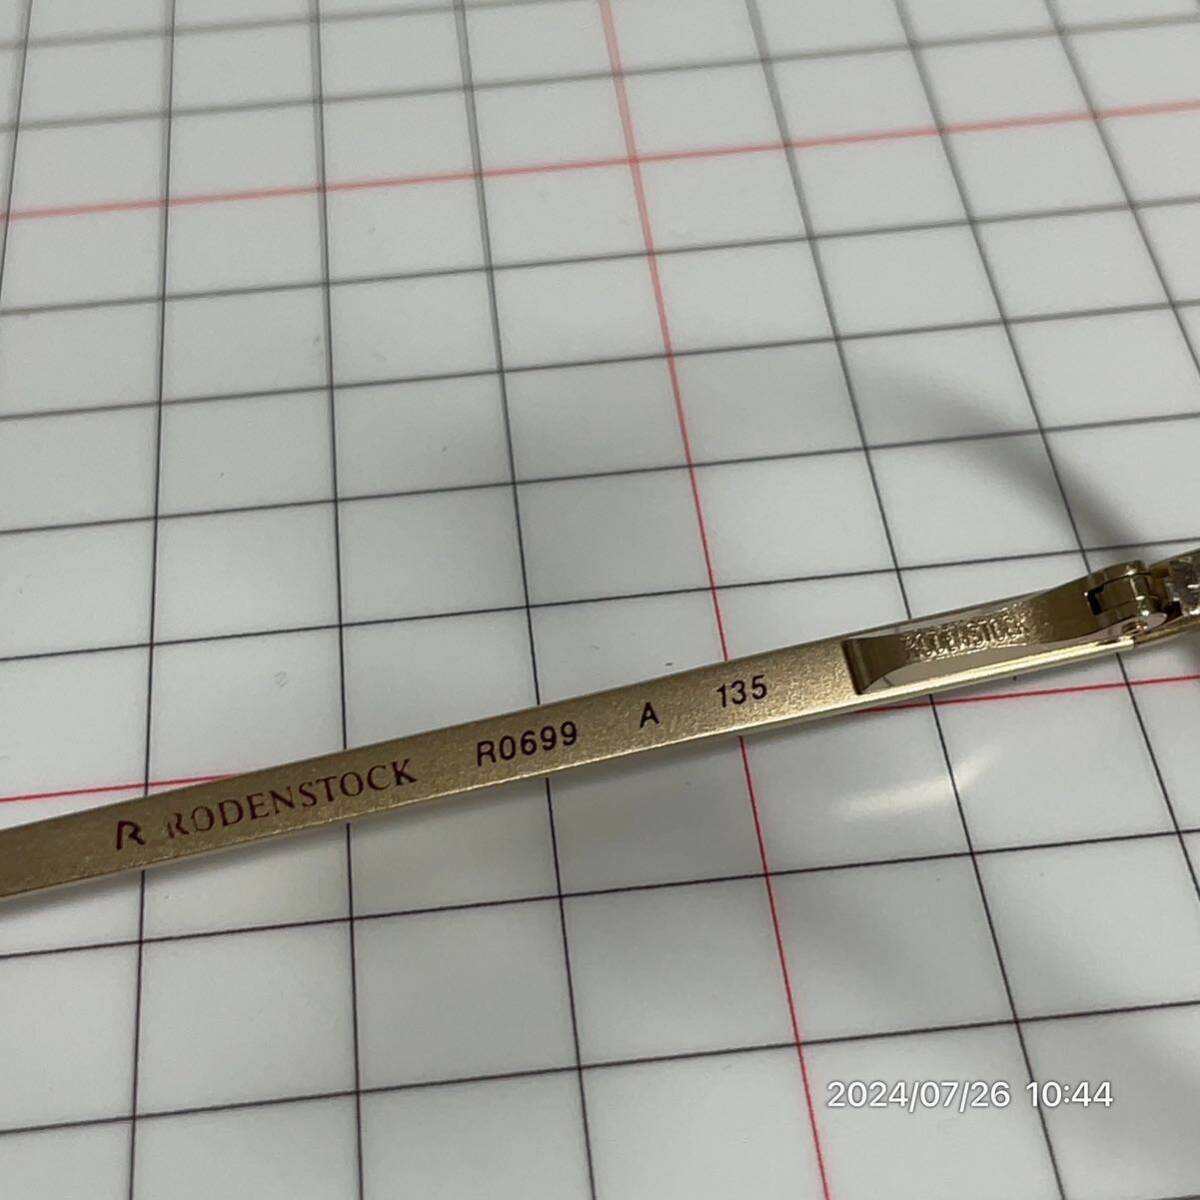 RODENSTOCK
R RODENSTOCK R0699 A 135
2024/07/26 10:44